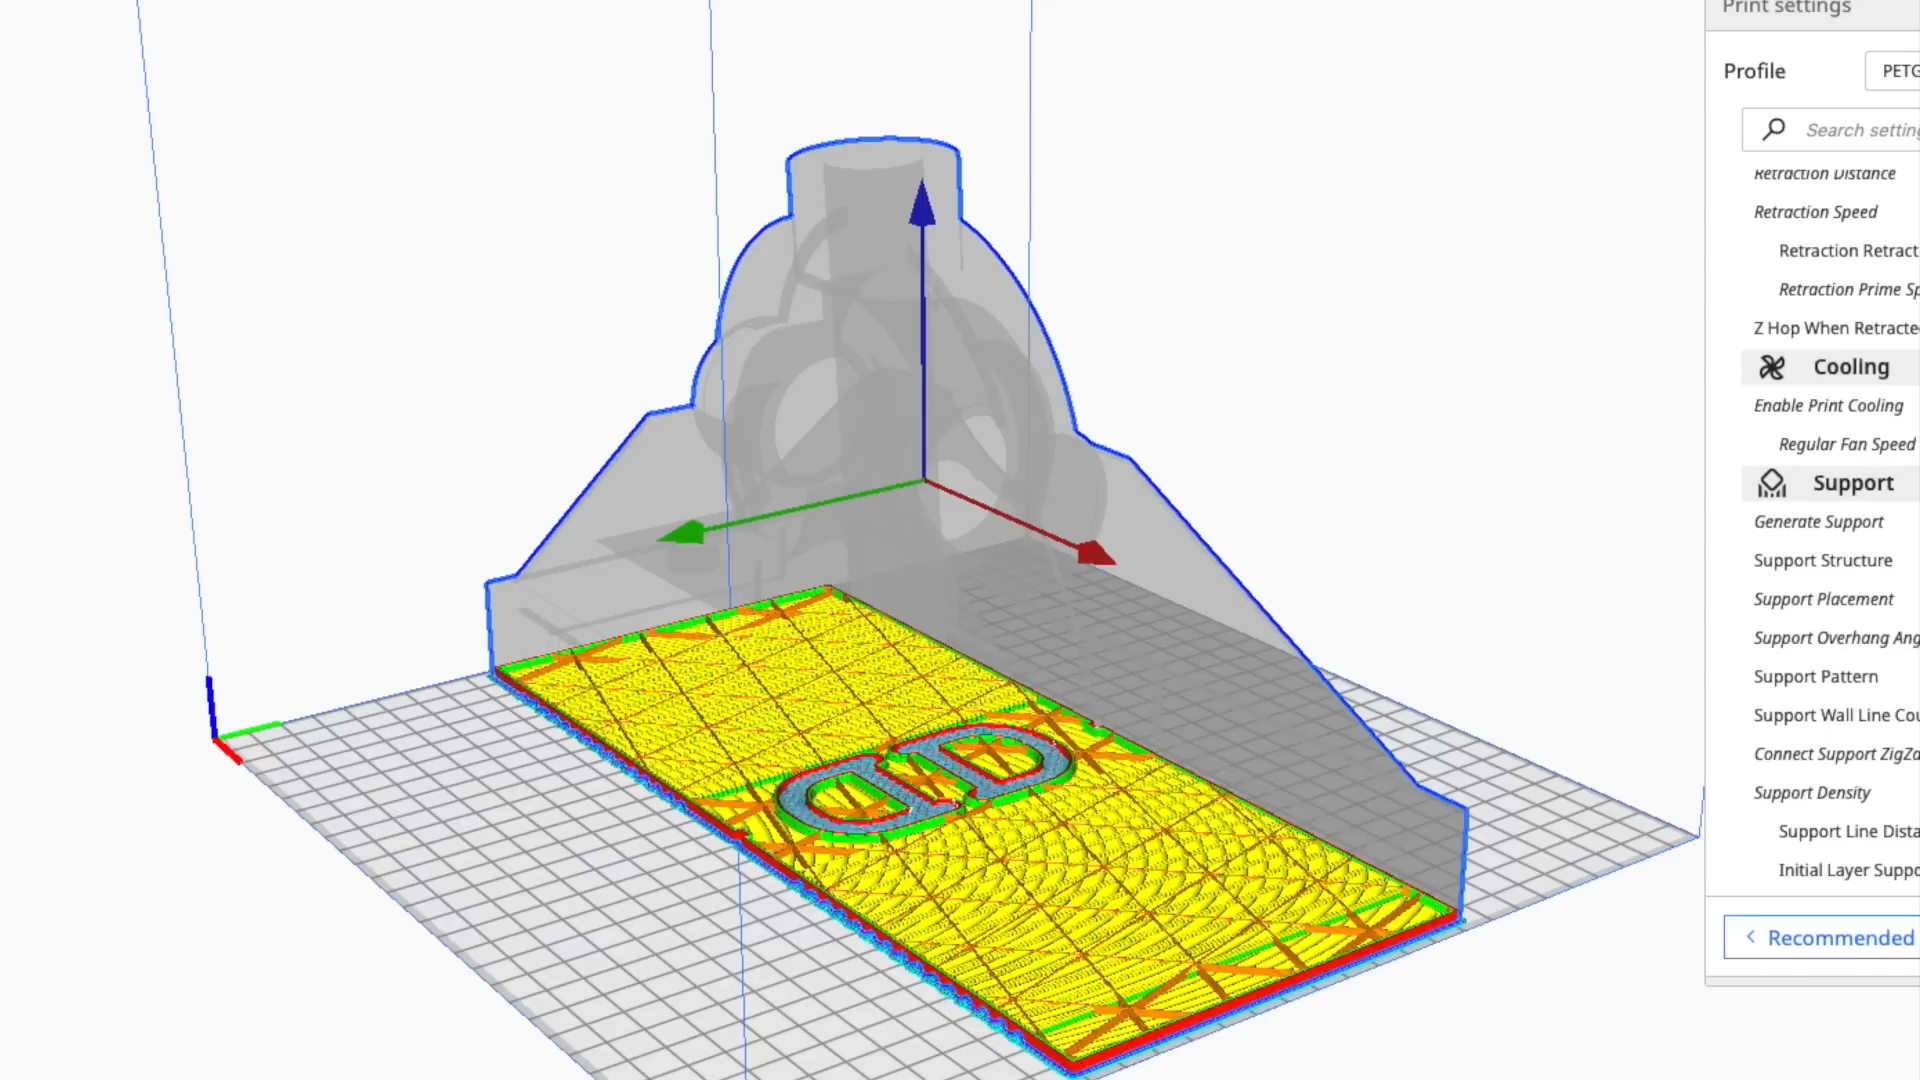 Print settings
Profile
PETG
Search setting
Retraction Distance
Retraction Speed
Retraction Retract
Retraction Prime Sp
Z Hop When Retracte
Cooling
Enable Print Cooling
Regular Fan Speed
Support
Generate Support
Support Structure
Support Placement
Support Overhang Ang
Support Pattern
Support Wall Line Cou
Connect Support ZigZa
Support Density
Support Line Dista
Initial Layer Suppo
Recommended